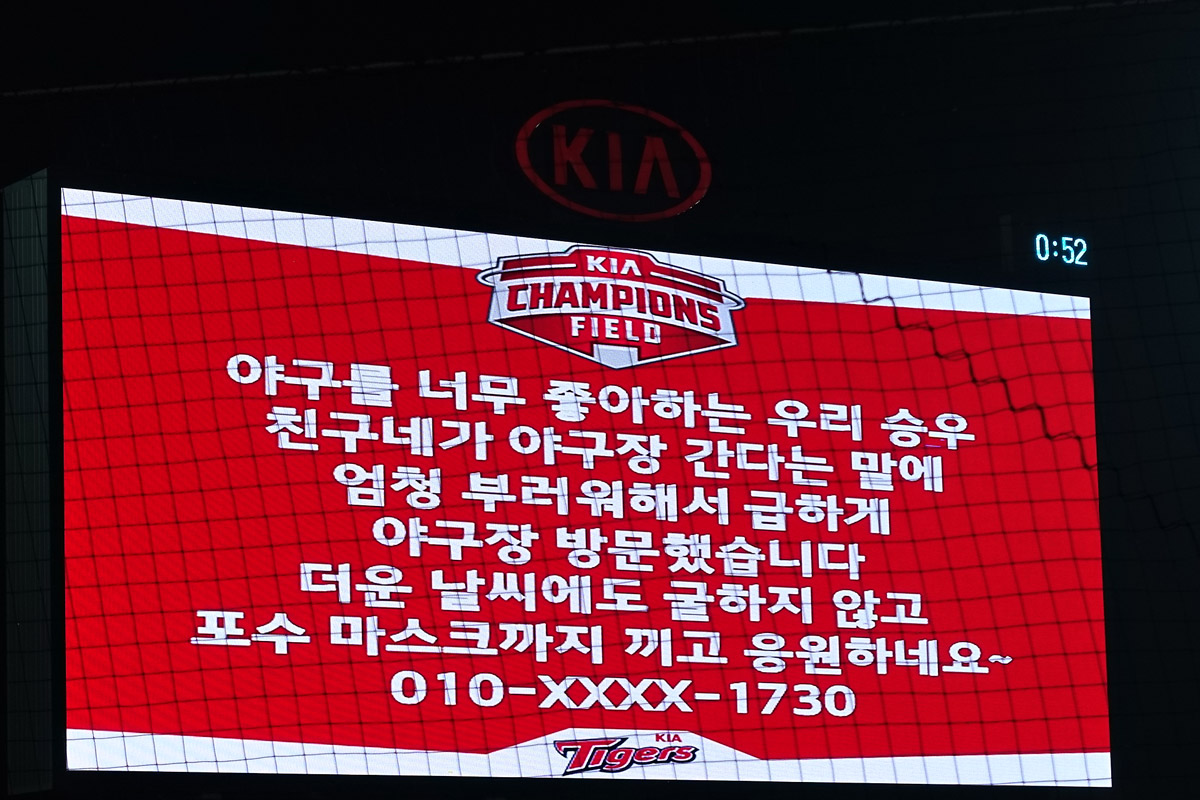 KIA
0:52
KIA
CHAMPIONS
FIELD
야구를 너무 좋아하는 우리 승우
친구네가 야구장 간다는 말에
엄청 부러워해서 급하게
야구장 방문했습니다
더운 날씨에도 굴하지 않고
포수 마스크까지 끼고 응원하네요~
010-XXXX-1730
KIA
Tigers